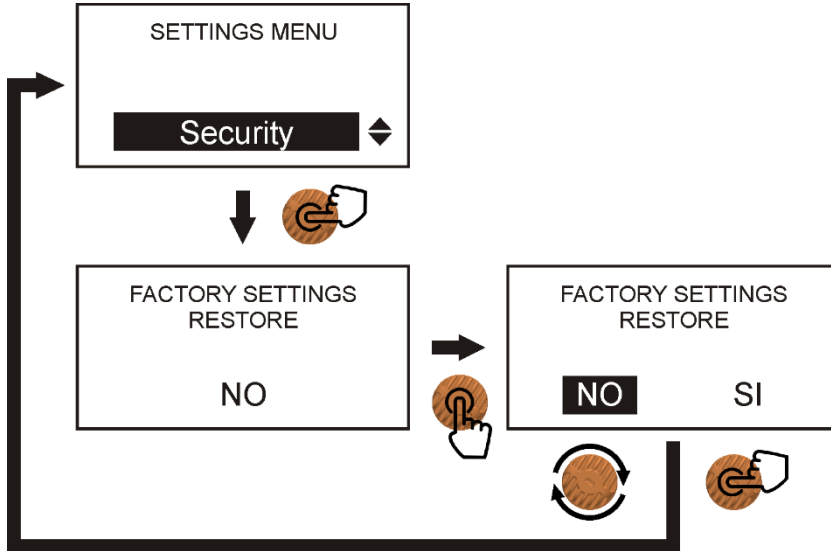 SETTINGS MENU
Security
FACTORY SETTINGS
RESTORE
NO
FACTORY SETTINGS
RESTORE
NO SI